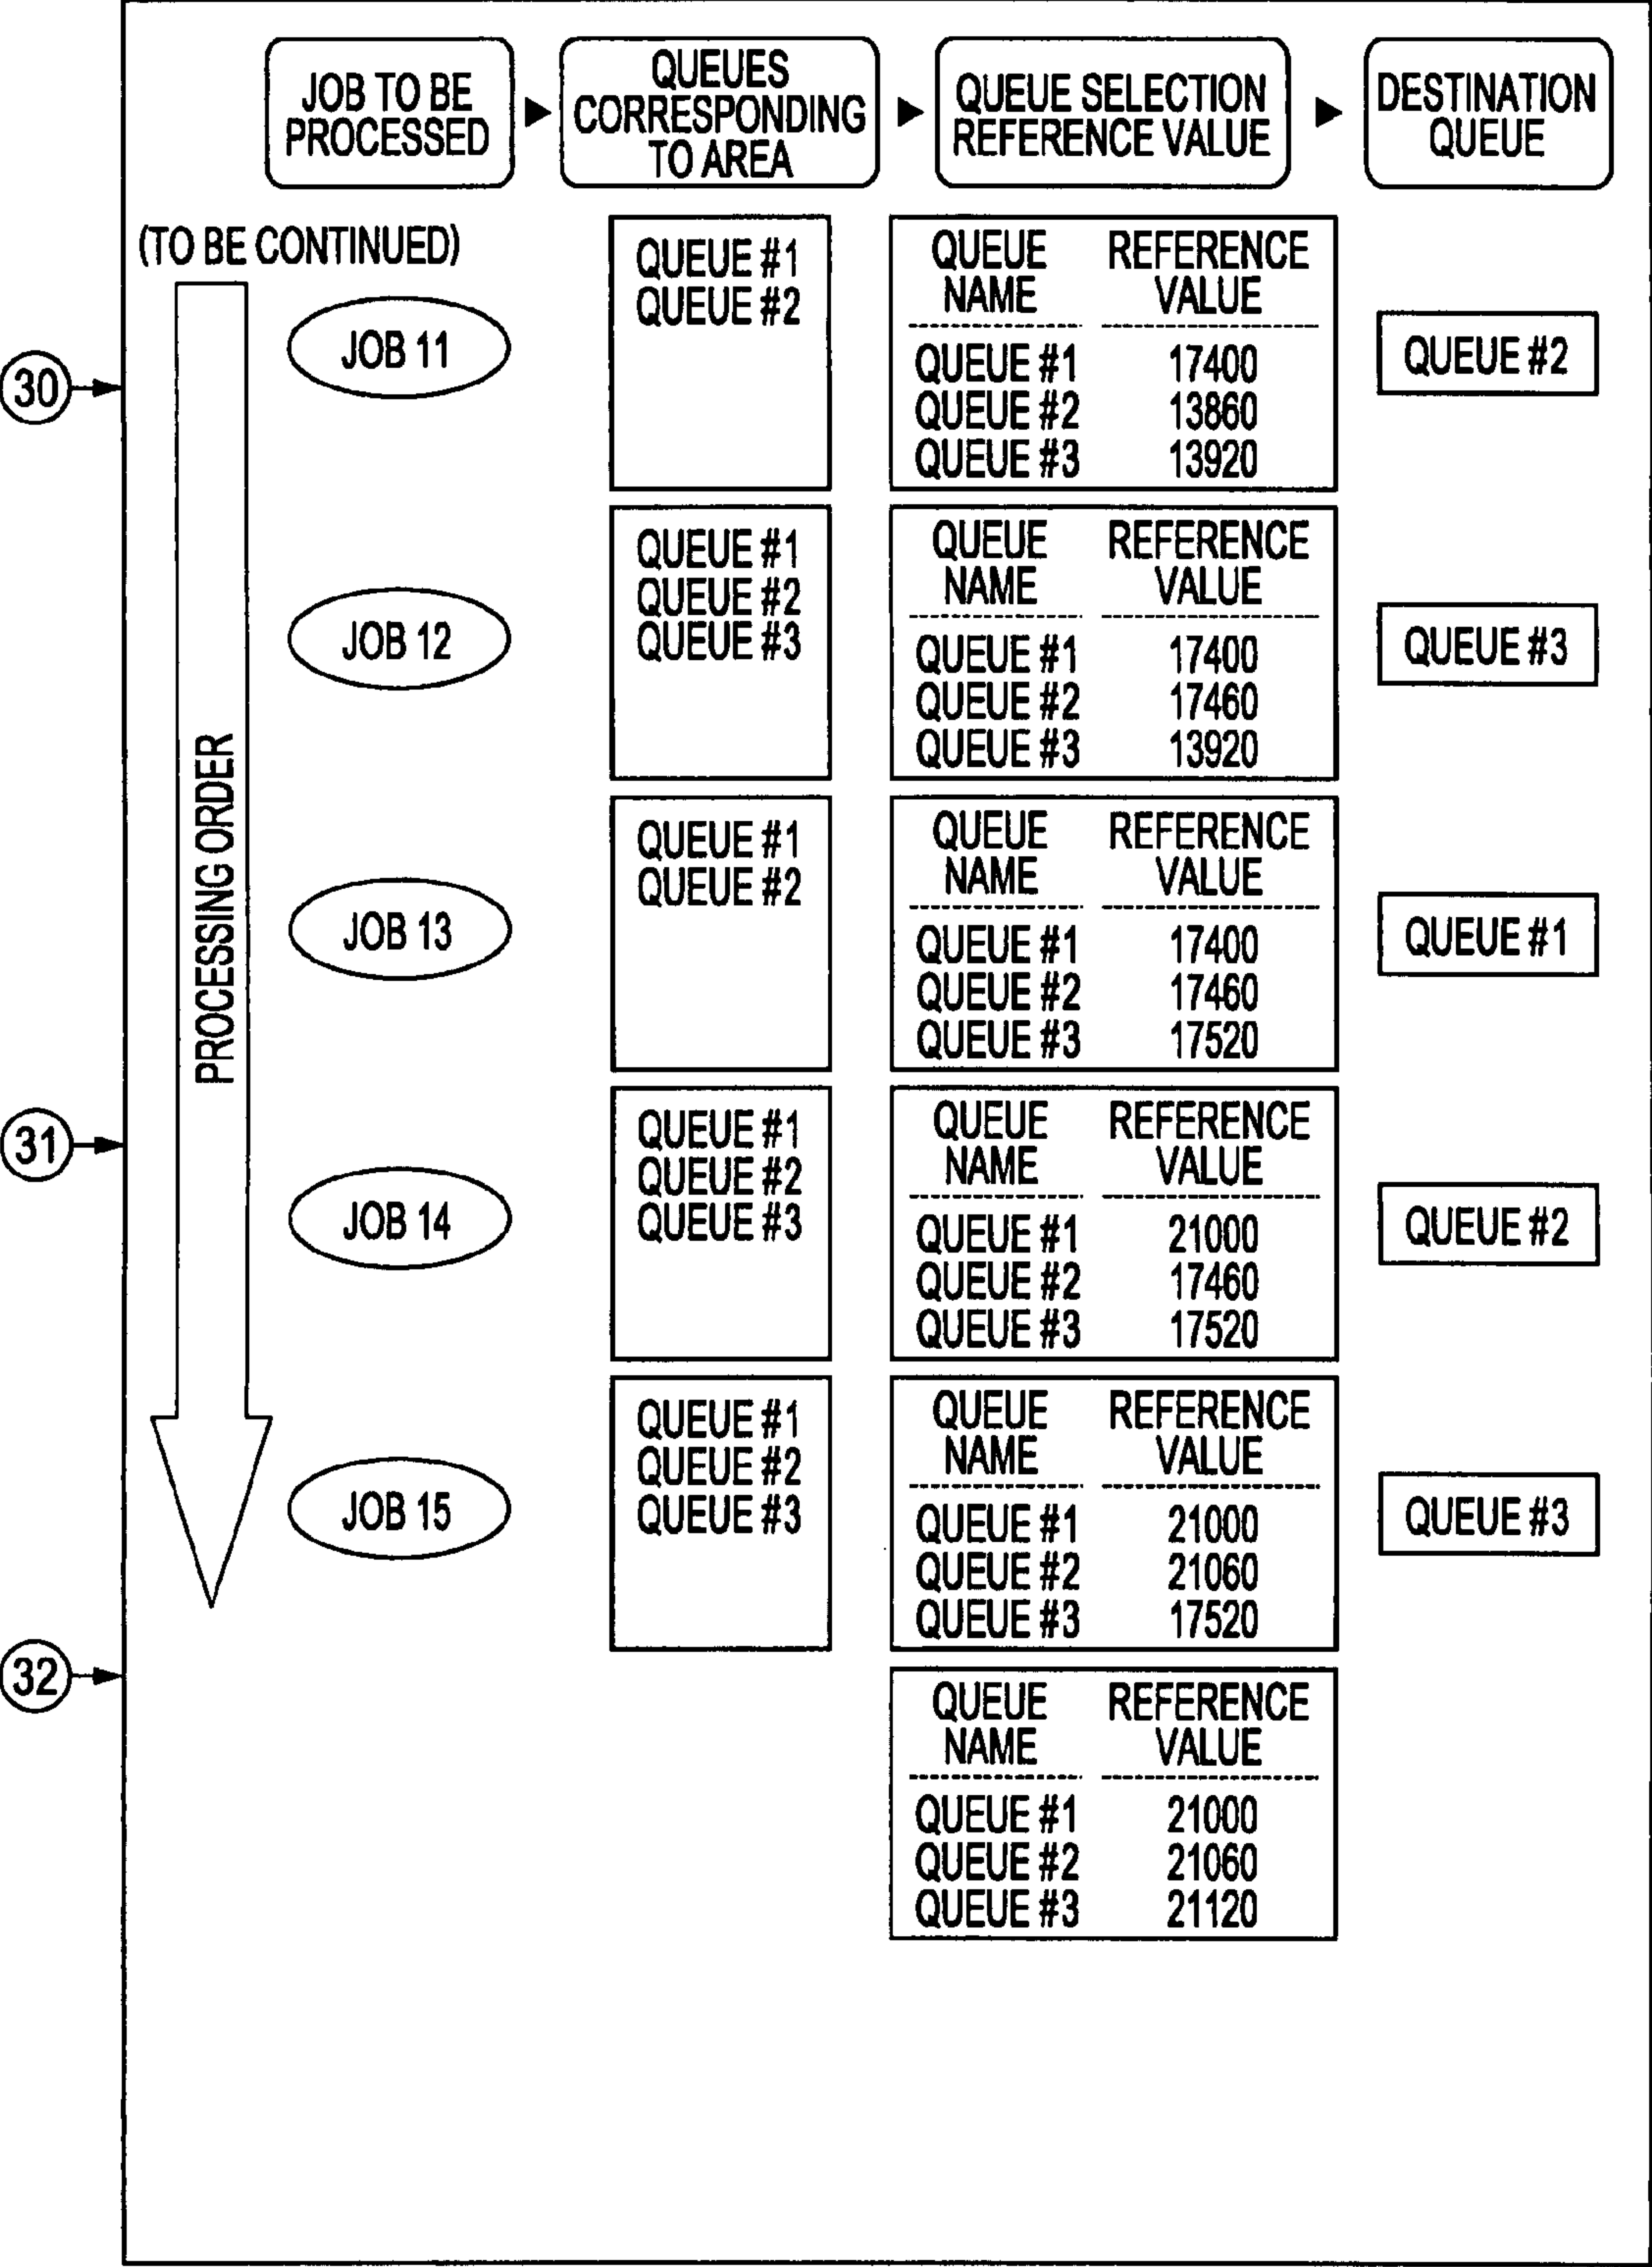 JOB TO BE
PROCESSED
QUEUES
CORRESPONDING
TO AREA
QUEUE SELECTION
REFERENCE VALUE
DESTINATION
QUEUE
(TO BE CONTINUED)
PROCESSING ORDER
30
JOB 11
QUEUE #1
QUEUE #2
QUEUE NAME REFERENCE VALUE
QUEUE #1 17400
QUEUE #2 13860
QUEUE #3 13920
QUEUE #2
JOB 12
QUEUE #1
QUEUE #2
QUEUE #3
QUEUE NAME REFERENCE VALUE
QUEUE #1 17400
QUEUE #2 17460
QUEUE #3 13920
QUEUE #3
JOB 13
QUEUE #1
QUEUE #2
QUEUE NAME REFERENCE VALUE
QUEUE #1 17400
QUEUE #2 17460
QUEUE #3 17520
QUEUE #1
31
JOB 14
QUEUE #1
QUEUE #2
QUEUE #3
QUEUE NAME REFERENCE VALUE
QUEUE #1 21000
QUEUE #2 17460
QUEUE #3 17520
QUEUE #2
JOB 15
QUEUE #1
QUEUE #2
QUEUE #3
QUEUE NAME REFERENCE VALUE
QUEUE #1 21000
QUEUE #2 21060
QUEUE #3 17520
QUEUE #3
32
QUEUE NAME REFERENCE VALUE
QUEUE #1 21000
QUEUE #2 21060
QUEUE #3 21120